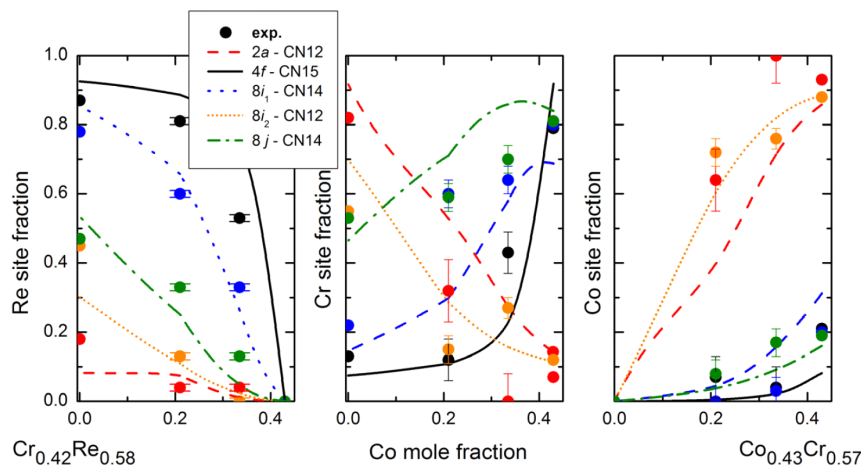 exp.
2a - CN12
4f - CN15
8i₁ - CN14
8i₂ - CN12
8 j - CN14
Re site fraction
1.0
0.8
0.6
0.4
0.2
0.0
0.0 0.2 0.4
Cr site fraction
0.0 0.2 0.4
Co site fraction
0.0 0.2 0.4
Cr₀.₄₂Re₀.₅₈
Co mole fraction
Co₀.₄₃Cr₀.₅₇